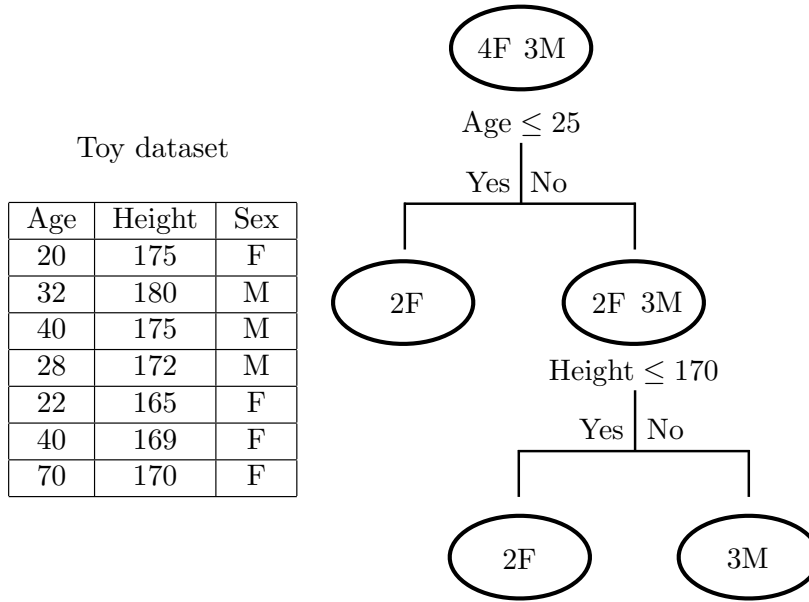 Toy dataset
Age Height Sex
20 175 F
32 180 M
40 175 M
28 172 M
22 165 F
40 169 F
70 170 F
4F 3M
Age ≤ 25
Yes No
2F
2F 3M
Height ≤ 170
Yes No
2F
3M